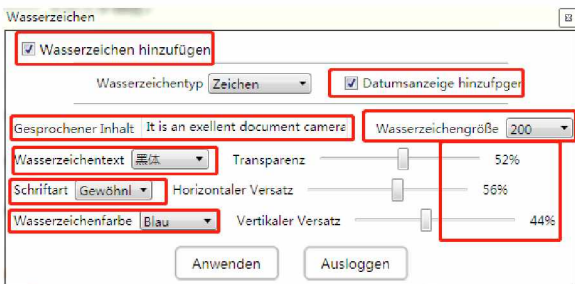 Wasserzeichen
Wasserzeichen hinzufügen
Wasserzeichentyp Zeichen Datumsanzeige hinzufpger
Gesprochener Inhalt It is an exellent document camera Wasserzeichengröße 200
Wasserzeichentext 黑体 Transparenz 52%
Schriftart Gewöhnl Horizontaler Versatz 56%
Wasserzeichenfarbe Blau Vertikaler Versatz 44%
Anwenden Ausloggen